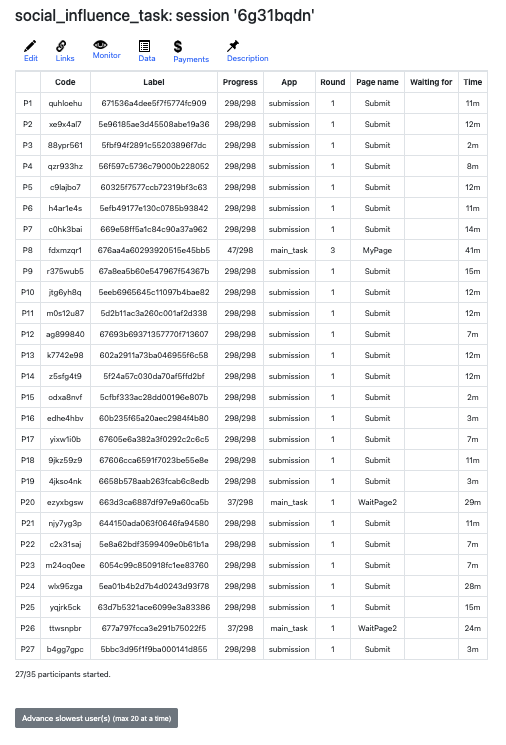 social_influence_task: session '6g31bqdn'
Edit Links Monitor Data Payments Description
Code Label Progress App Round Page name Waiting for Time
P1 quhloehu 671536a4dee5f7f5774fc909 298/298 submission 1 Submit 11m
P2 xe9x4al7 5e96185ae3d45508abe19a36 298/298 submission 1 Submit 12m
P3 88ypr561 5fbf94f2891c55203896f7dc 298/298 submission 1 Submit 2m
P4 qzr933hz 56f597c5736c79000b228052 298/298 submission 1 Submit 8m
P5 c9lajbo7 60325f7577ccb72319bf3c63 298/298 submission 1 Submit 12m
P6 h4ar1e4s 5efb49177e130c0785b93842 298/298 submission 1 Submit 11m
P7 c0hk3bai 669e58ff5a1c84c90a37a962 298/298 submission 1 Submit 14m
P8 fdxmzqr1 676aa4a60293920515e45bb5 47/298 main_task 3 MyPage 41m
P9 r375wub5 67a8ea5b60e547967f54367b 298/298 submission 1 Submit 15m
P10 jtg6yh8q 5eeb6965645c11097b4bae82 298/298 submission 1 Submit 12m
P11 m0s12u87 5d2b11ac3a260c001af2d338 298/298 submission 1 Submit 12m
P12 ag899840 67693b69371357770f713607 298/298 submission 1 Submit 7m
P13 k7742e98 602a2911a73ba046955f6c58 298/298 submission 1 Submit 12m
P14 z5sfg4t9 5f24a57c030da70af5ffd2bf 298/298 submission 1 Submit 12m
P15 odxa8nvf 5cfbf333ac28dd00196e807b 298/298 submission 1 Submit 2m
P16 edhe4hbv 60b235f65a20aec2984f4b80 298/298 submission 1 Submit 3m
P17 yixw1i0b 67605e6a382a3f0292c2c6c5 298/298 submission 1 Submit 7m
P18 9jkz59z9 67606cca6591f7023be55e8e 298/298 submission 1 Submit 11m
P19 4jkso4nk 6658b578aab263fcab6c8edb 298/298 submission 1 Submit 3m
P20 ezyxbgsw 663d3ca6887df97e9a60ca5b 37/298 main_task 1 WaitPage2 29m
P21 njy7yg3p 644150ada063f0646fa94580 298/298 submission 1 Submit 11m
P22 c2x31saj 5e8a62bdf3599409e0b61b1a 298/298 submission 1 Submit 7m
P23 m24oq0ee 6054c99c850918fc1ee83760 298/298 submission 1 Submit 7m
P24 wlx95zga 5ea01b4b2d7b4d0243d93f78 298/298 submission 1 Submit 28m
P25 yqjrk5ck 63d7b5321ace6099e3a83386 298/298 submission 1 Submit 15m
P26 ttwsnpbr 677a797fcca3e291b75022f5 37/298 main_task 1 WaitPage2 24m
P27 b4gg7gpc 5bbc3d95f1f9ba000141d855 298/298 submission 1 Submit 3m
27/35 participants started.
Advance slowest user(s) (max 20 at a time)